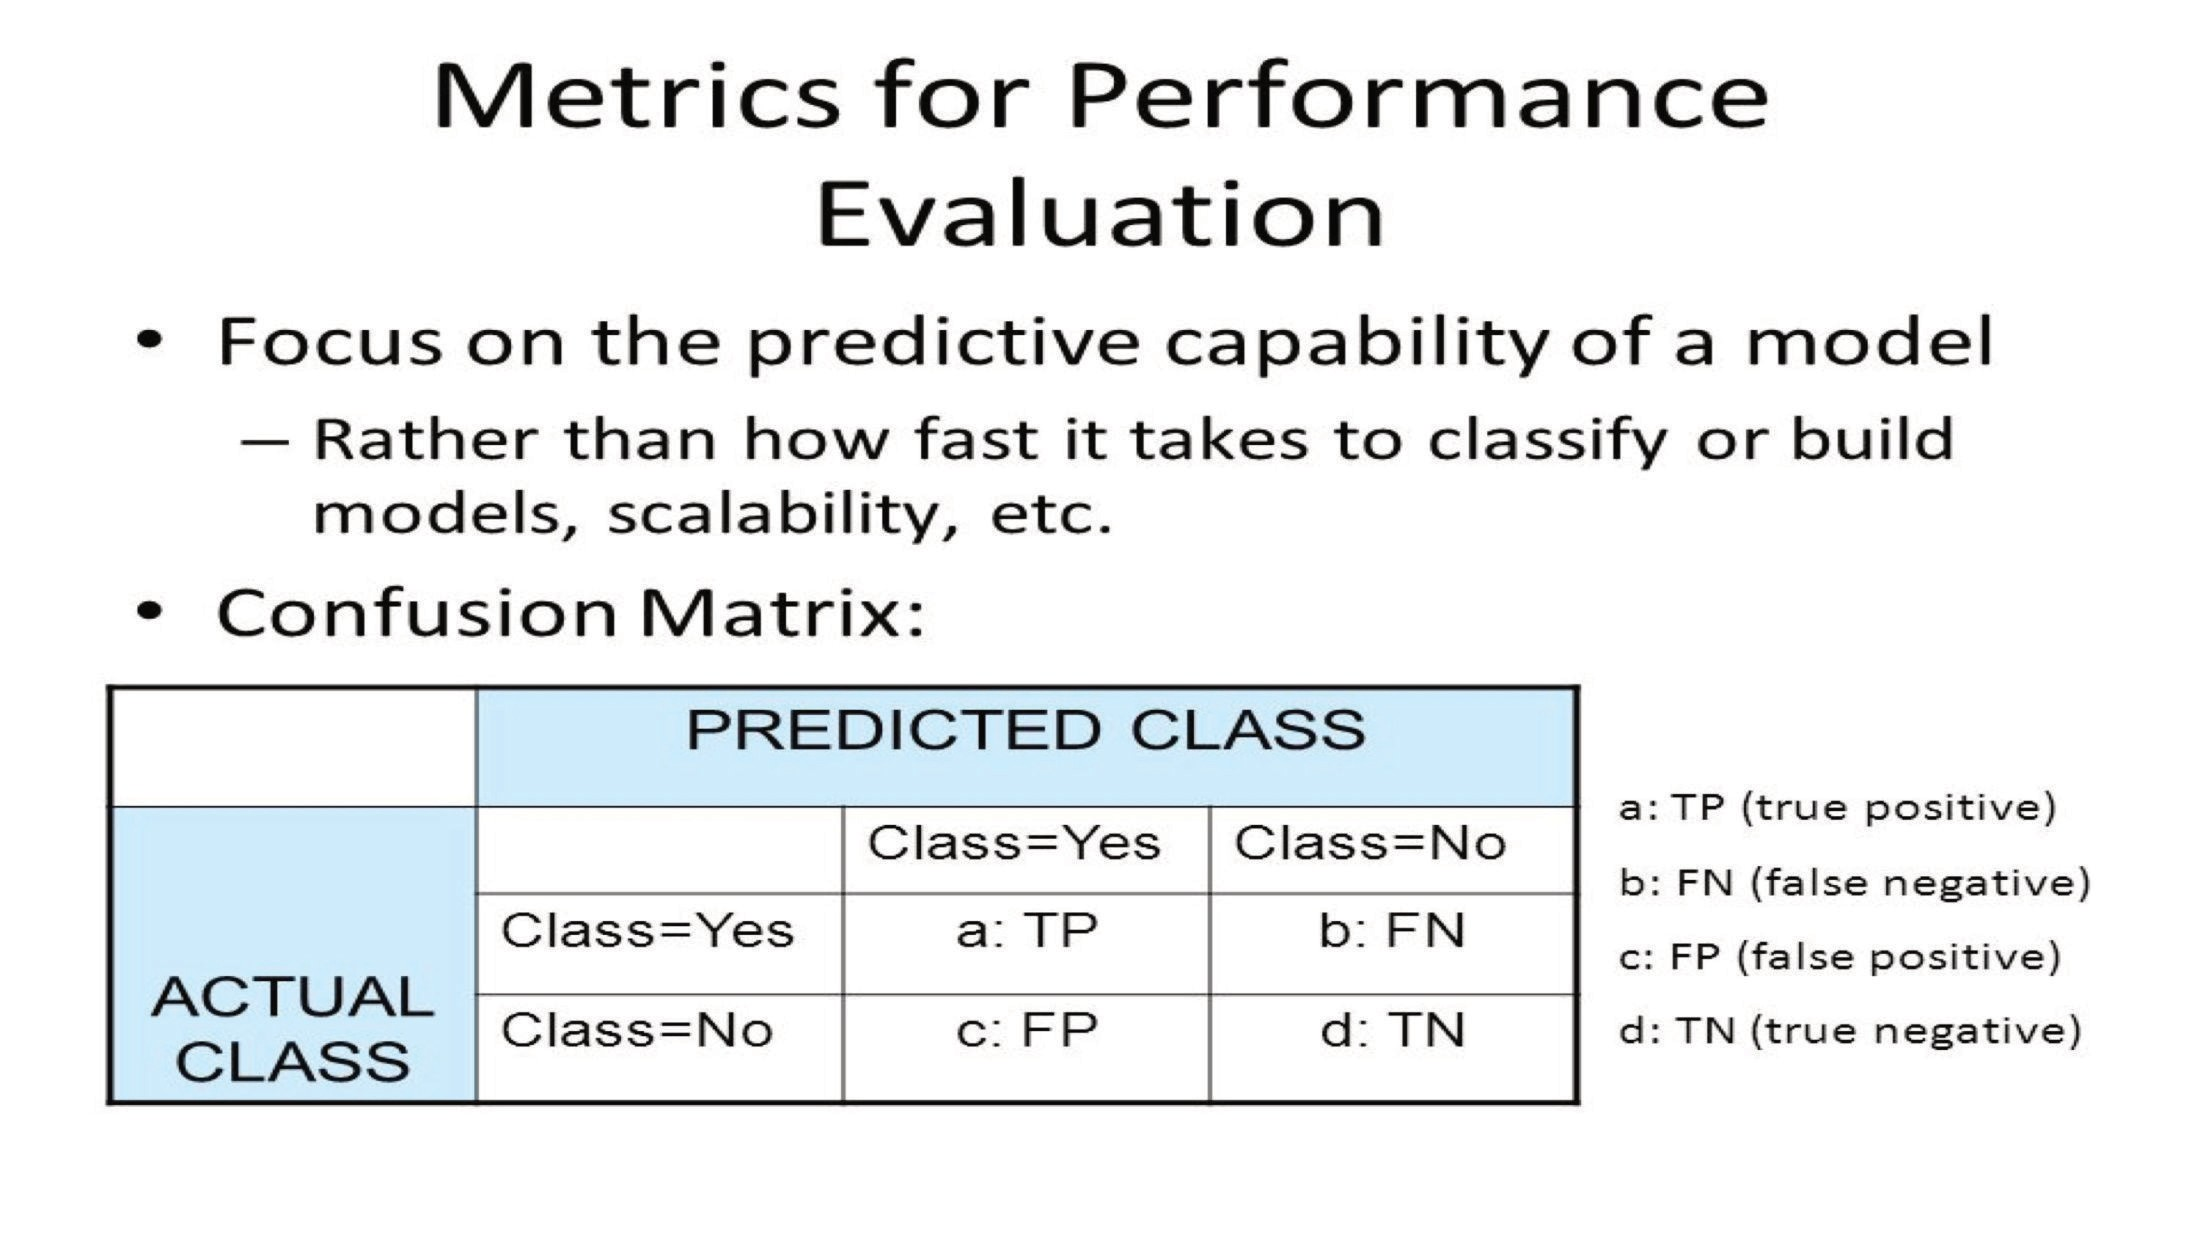 Metrics for Performance
Evaluation
• Focus on the predictive capability of a model
– Rather than how fast it takes to classify or build
models, scalability, etc.
• Confusion Matrix:
PREDICTED CLASS
ACTUAL
CLASS
Class=Yes Class=No
Class=Yes a: TP b: FN
Class=No c: FP d: TN
a: TP (true positive)
b: FN (false negative)
c: FP (false positive)
d: TN (true negative)